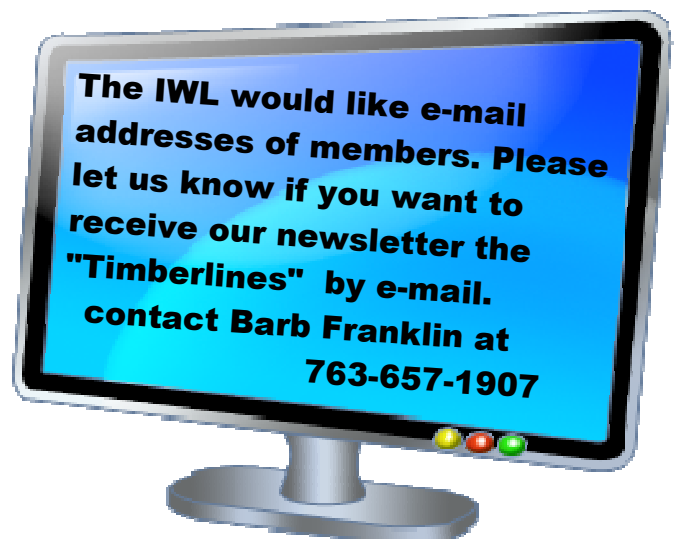 The IWL would like e-mail
addresses of members. Please
let us know if you want to
receive our newsletter the
"Timberlines" by e-mail.
contact Barb Franklin at
763-657-1907